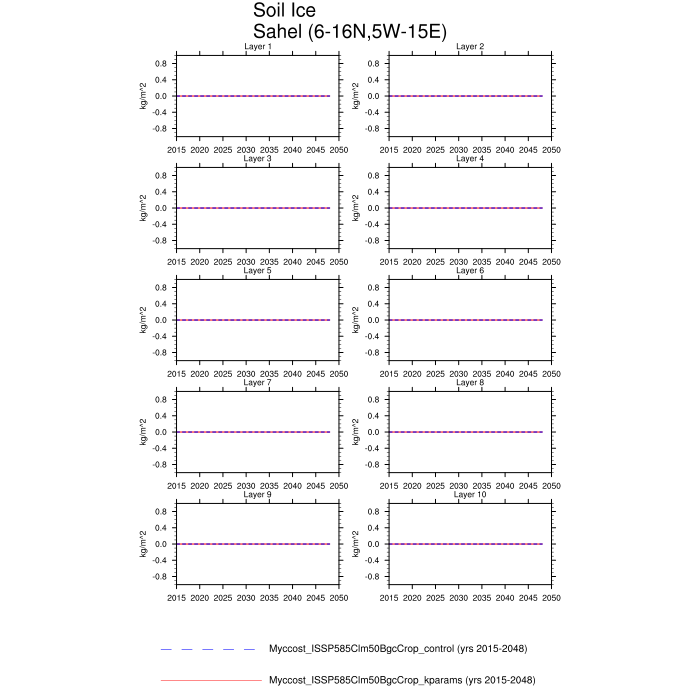 Soil Ice
Sahel (6-16N,5W-15E)
Layer 1
Layer 2
kg/m^2
0.8
0.4
0.0
-0.4
-0.8
2015 2020 2025 2030 2035 2040 2045 2050
kg/m^2
0.8
0.4
0.0
-0.4
-0.8
2015 2020 2025 2030 2035 2040 2045 2050
Layer 3
Layer 4
kg/m^2
0.8
0.4
0.0
-0.4
-0.8
2015 2020 2025 2030 2035 2040 2045 2050
kg/m^2
0.8
0.4
0.0
-0.4
-0.8
2015 2020 2025 2030 2035 2040 2045 2050
Layer 5
Layer 6
kg/m^2
0.8
0.4
0.0
-0.4
-0.8
2015 2020 2025 2030 2035 2040 2045 2050
kg/m^2
0.8
0.4
0.0
-0.4
-0.8
2015 2020 2025 2030 2035 2040 2045 2050
Layer 7
Layer 8
kg/m^2
0.8
0.4
0.0
-0.4
-0.8
2015 2020 2025 2030 2035 2040 2045 2050
kg/m^2
0.8
0.4
0.0
-0.4
-0.8
2015 2020 2025 2030 2035 2040 2045 2050
Layer 9
Layer 10
kg/m^2
0.8
0.4
0.0
-0.4
-0.8
2015 2020 2025 2030 2035 2040 2045 2050
kg/m^2
0.8
0.4
0.0
-0.4
-0.8
2015 2020 2025 2030 2035 2040 2045 2050
Myccost_ISSP585Clm50BgcCrop_control (yrs 2015-2048)
Myccost_ISSP585Clm50BgcCrop_kparams (yrs 2015-2048)